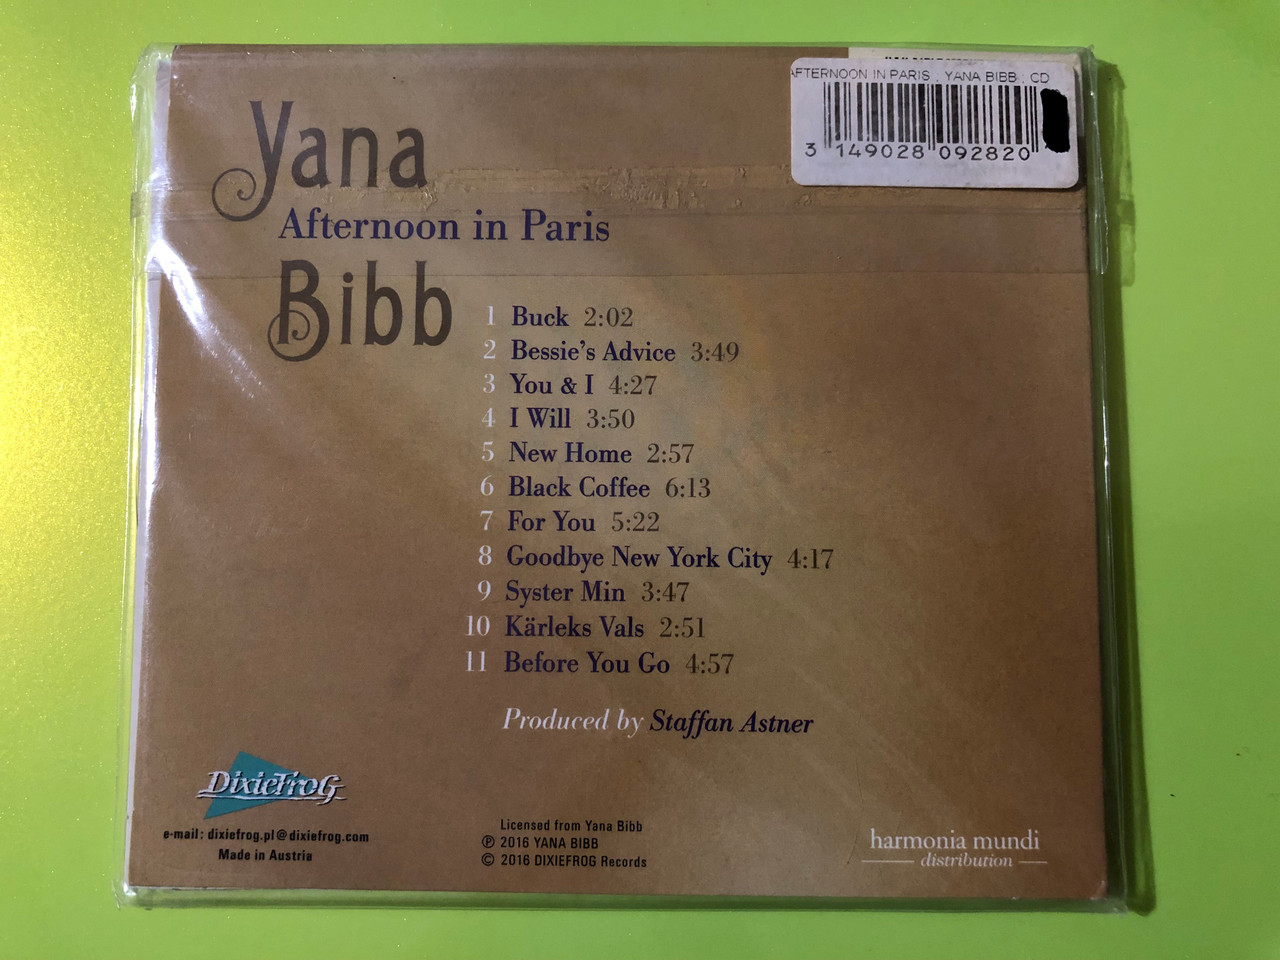 AFTERNOON IN PARIS , YANA BIBB , CD
3 149028 092820
Yana
Afternoon in Paris
Bibb
1 Buck 2:02
2 Bessie's Advice 3:49
3 You & I 4:27
4 I Will 3:50
5 New Home 2:57
6 Black Coffee 6:13
7 For You 5:22
8 Goodbye New York City 4:17
9 Syster Min 3:47
10 Kärleks Vals 2:51
11 Before You Go 4:57
Produced by Staffan Astner
DixieFrog
e-mail: dixiefrog.pl@dixiefrog.com
Made in Austria
Licensed from Yana Bibb
℗ 2016 YANA BIBB
© 2016 DIXIEFROG Records
harmonia mundi
distribution